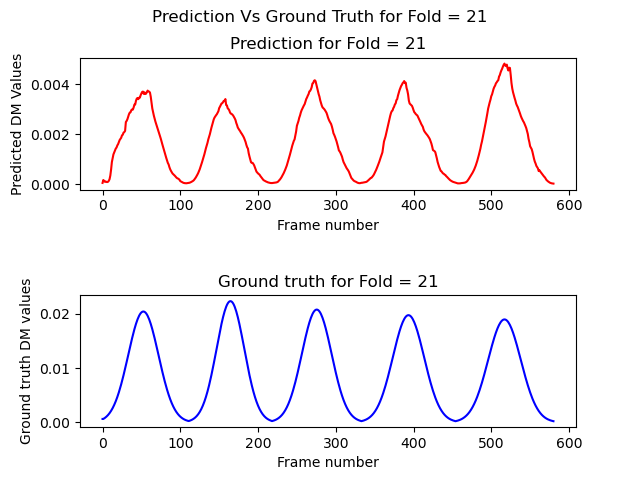 Prediction Vs Ground Truth for Fold = 21
Prediction for Fold = 21
Predicted DM Values
0.004
0.002
0.000
0 100 200 300 400 500 600
Frame number
Ground truth for Fold = 21
Ground truth DM values
0.02
0.01
0.00
0 100 200 300 400 500 600
Frame number